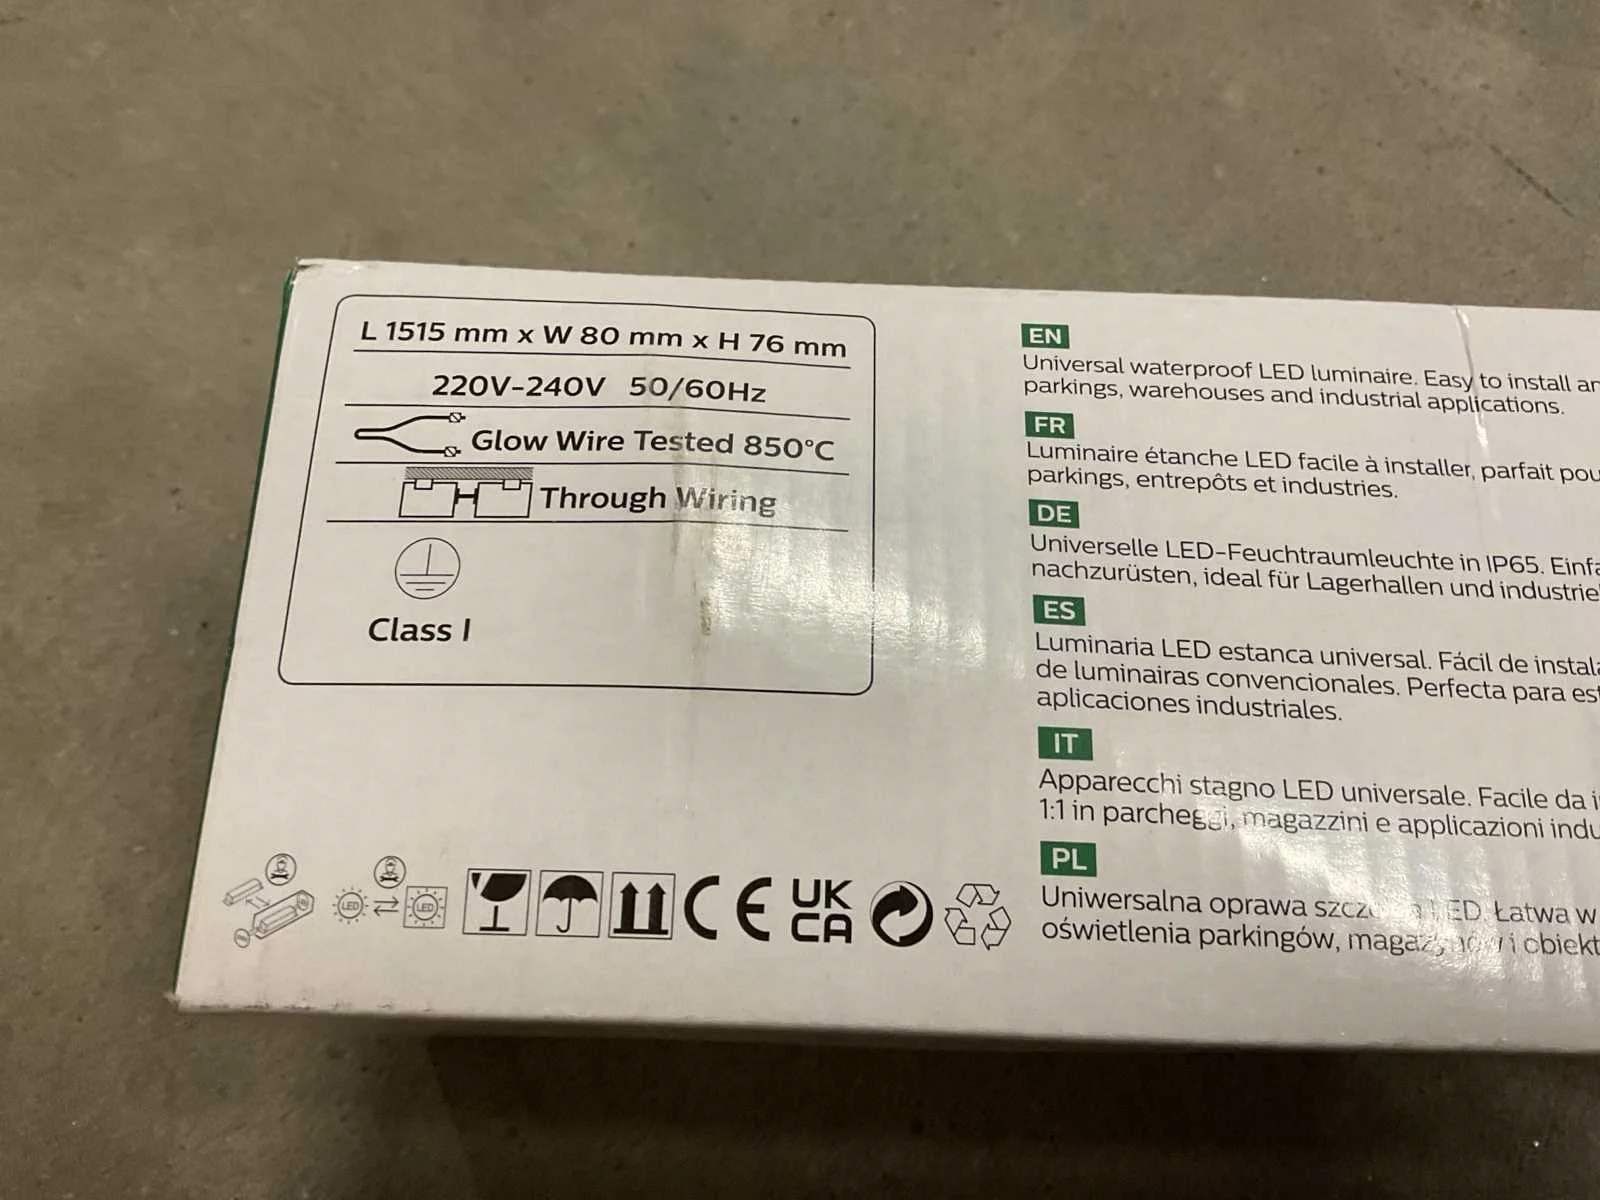 L 1515 mm x W 80 mm x H 76 mm
220V-240V 50/60Hz
Glow Wire Tested 850°C
Through Wiring
Class I
LED
LED
CE
UK
CA
EN
Universal waterproof LED luminaire. Easy to install
parkings, warehouses and industrial applications.
FR
Luminaire étanche LED facile à installer, parfait
parkings, entrepôts et industries.
DE
Universelle LED-Feuchtraumleuchte in IP65.
nachzurüsten, ideal für Lagerhallen und
ES
Luminaria LED estanca universal. Fácil de
de luminairas convencionales. Perfecta para
aplicaciones industriales.
IT
Apparecchi stagno LED universale. Facile da
1:1 in parcheggi, magazzini e applicazioni
PL
Uniwersalna oprawa LED. Łatwa w
oświetlenia parkingów, i